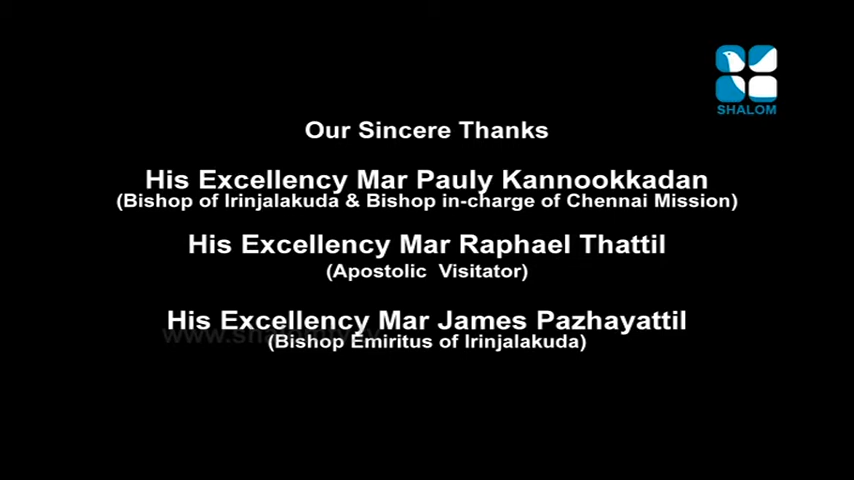 SHALOM
Our Sincere Thanks
His Excellency Mar Pauly Kannookkadan
(Bishop of Irinjalakuda & Bishop in-charge of Chennai Mission)
His Excellency Mar Raphael Thattil
(Apostolic Visitator)
His Excellency Mar James Pazhayattil
(Bishop Emiritus of Irinjalakuda)